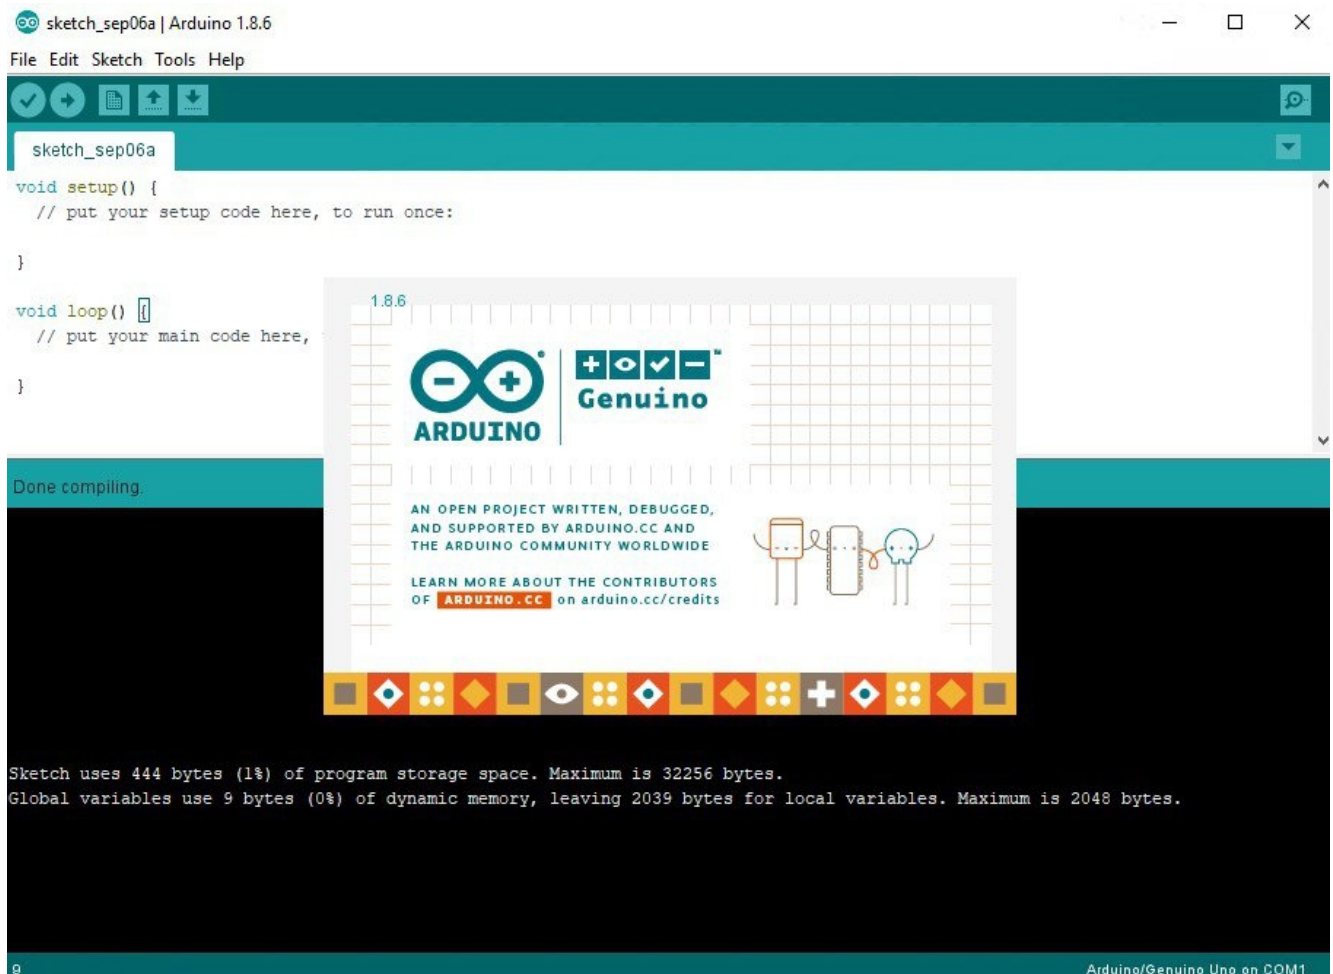 sketch_sep06a | Arduino 1.8.6
File Edit Sketch Tools Help
sketch_sep06a
void setup() {
  // put your setup code here, to run once:
}
void loop() {
  // put your main code here,
}
1.8.6
ARDUINO
Genuino
™
Done compiling.
AN OPEN PROJECT WRITTEN, DEBUGGED,
AND SUPPORTED BY ARDUINO.CC AND
THE ARDUINO COMMUNITY WORLDWIDE
LEARN MORE ABOUT THE CONTRIBUTORS
OF ARDUINO.CC on arduino.cc/credits
Sketch uses 444 bytes (1%) of program storage space. Maximum is 32256 bytes.
Global variables use 9 bytes (0%) of dynamic memory, leaving 2039 bytes for local variables. Maximum is 2048 bytes.
9
Arduino/Genuino Uno on COM1